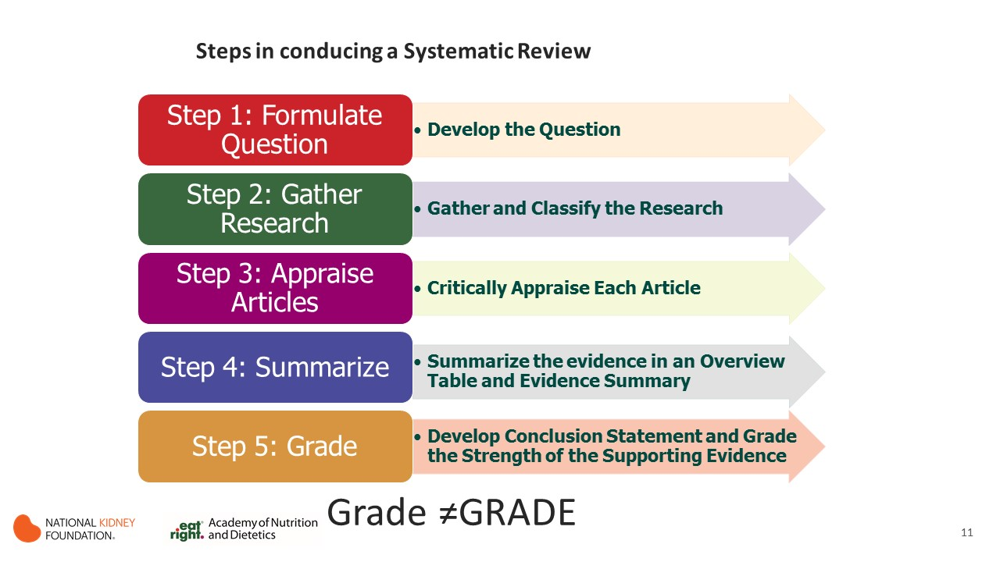 Steps in conducing a Systematic Review
Step 1: Formulate
Question
• Develop the Question
Step 2: Gather
Research
• Gather and Classify the Research
Step 3: Appraise
Articles
• Critically Appraise Each Article
Step 4: Summarize
• Summarize the evidence in an Overview
Table and Evidence Summary
Step 5: Grade
• Develop Conclusion Statement and Grade
the Strength of the Supporting Evidence
Grade ≠GRADE
NATIONAL KIDNEY
FOUNDATION®
eat®
right.
Academy of Nutrition
and Dietetics
11